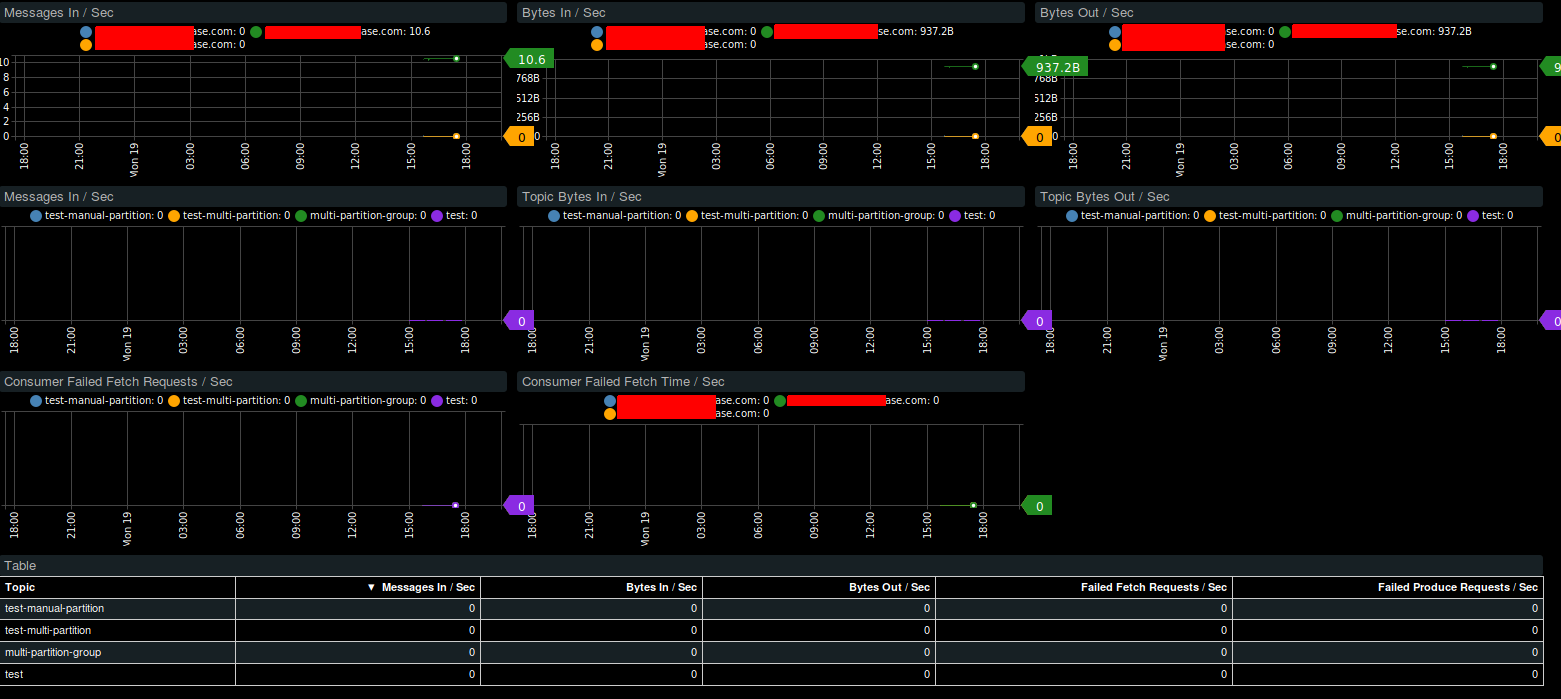 Messages In / Sec
ase.com: 0 ase.com: 10.6
ase.com: 0
10
8
6
4
2
0
10.6
0
18:00 21:00 Mon 19 03:00 06:00 09:00 12:00 15:00 18:00
Bytes In / Sec
ase.com: 0 se.com: 937.2B
ase.com: 0
768B
512B
256B
0
937.2B
0
18:00 21:00 Mon 19 03:00 06:00 09:00 12:00 15:00 18:00
Bytes Out / Sec
se.com: 0 se.com: 937.2B
se.com: 0
768B
512B
256B
0
9
0
18:00 21:00 Mon 19 03:00 06:00 09:00 12:00 15:00 18:00
Messages In / Sec
test-manual-partition: 0 test-multi-partition: 0 multi-partition-group: 0 test: 0
0
18:00 21:00 Mon 19 03:00 06:00 09:00 12:00 15:00 18:00
Topic Bytes In / Sec
test-manual-partition: 0 test-multi-partition: 0 multi-partition-group: 0 test: 0
0
18:00 21:00 Mon 19 03:00 06:00 09:00 12:00 15:00 18:00
Topic Bytes Out / Sec
test-manual-partition: 0 test-multi-partition: 0 multi-partition-group: 0 test: 0
0
18:00 21:00 Mon 19 03:00 06:00 09:00 12:00 15:00 18:00
Consumer Failed Fetch Requests / Sec
test-manual-partition: 0 test-multi-partition: 0 multi-partition-group: 0 test: 0
0
18:00 21:00 Mon 19 03:00 06:00 09:00 12:00 15:00 18:00
Consumer Failed Fetch Time / Sec
ase.com: 0 ase.com: 0
ase.com: 0
0
18:00 21:00 Mon 19 03:00 06:00 09:00 12:00 15:00 18:00
Table
Topic ▼ Messages In / Sec Bytes In / Sec Bytes Out / Sec Failed Fetch Requests / Sec Failed Produce Requests / Sec
test-manual-partition 0 0 0 0 0
test-multi-partition 0 0 0 0 0
multi-partition-group 0 0 0 0 0
test 0 0 0 0 0